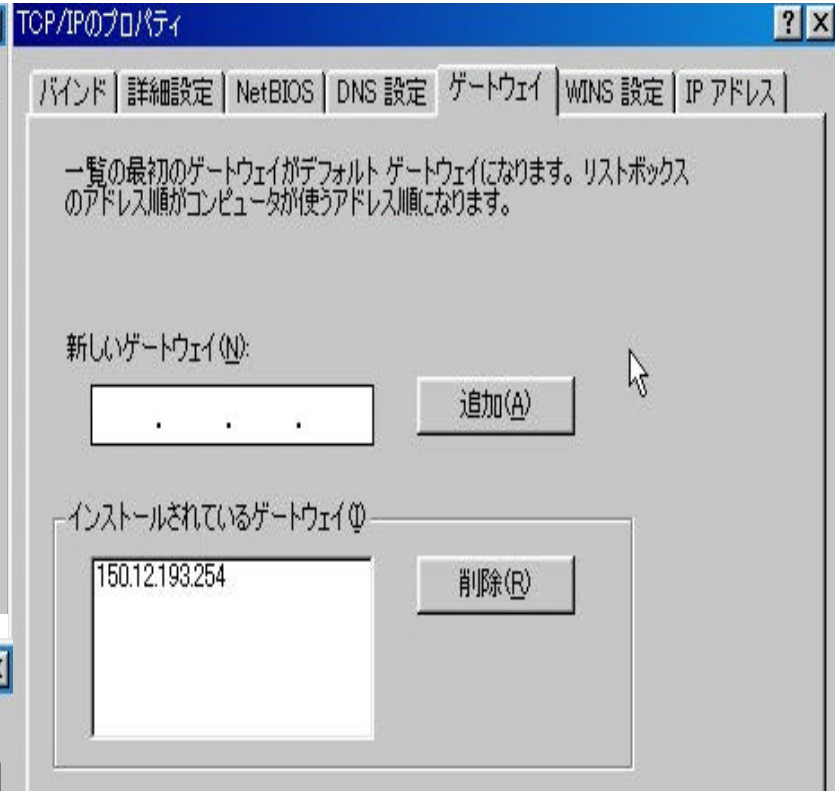 TCP/IPのプロパティ
バインド 詳細設定 NetBIOS DNS 設定 ゲートウェイ WINS 設定 IP アドレス
一覧の最初のゲートウェイがデフォルト ゲートウェイになります。リストボックス
のアドレス順がコンピュータが使うアドレス順になります。
新しいゲートウェイ(N):
. . .
追加(A)
インストールされているゲートウェイ(I)
150.12.193.254
削除(R)